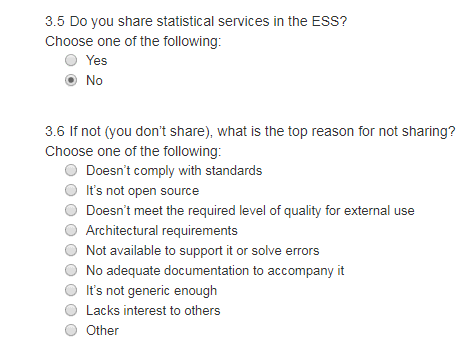 3.5 Do you share statistical services in the ESS?
Choose one of the following:
Yes
No
3.6 If not (you don't share), what is the top reason for not sharing?
Choose one of the following:
Doesn't comply with standards
It's not open source
Doesn't meet the required level of quality for external use
Architectural requirements
Not available to support it or solve errors
No adequate documentation to accompany it
It's not generic enough
Lacks interest to others
Other